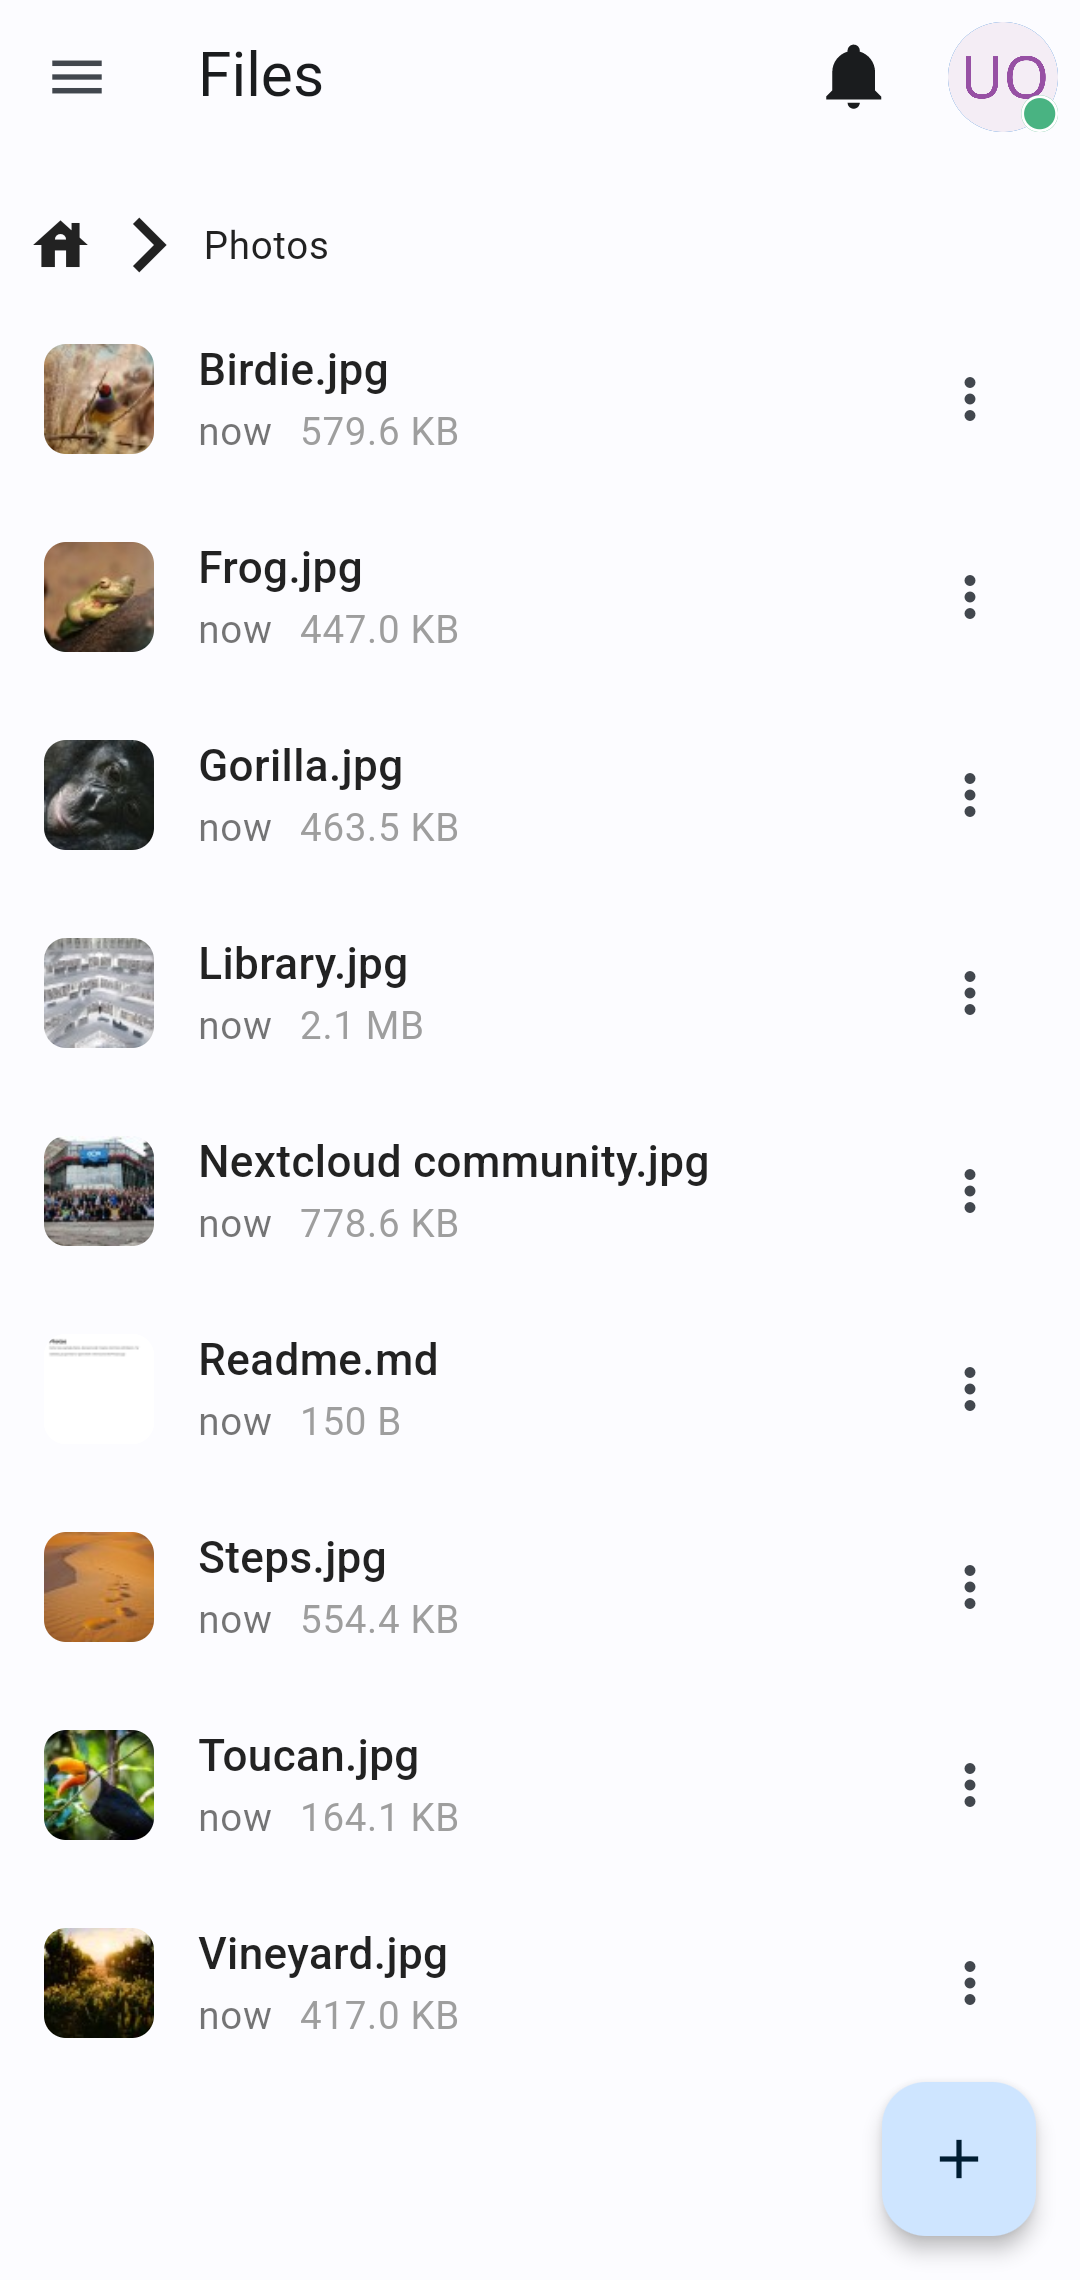 Files
UO
Photos
Birdie.jpg
now 579.6 KB
Frog.jpg
now 447.0 KB
Gorilla.jpg
now 463.5 KB
Library.jpg
now 2.1 MB
Nextcloud community.jpg
now 778.6 KB
Readme.md
now 150 B
Steps.jpg
now 554.4 KB
Toucan.jpg
now 164.1 KB
Vineyard.jpg
now 417.0 KB